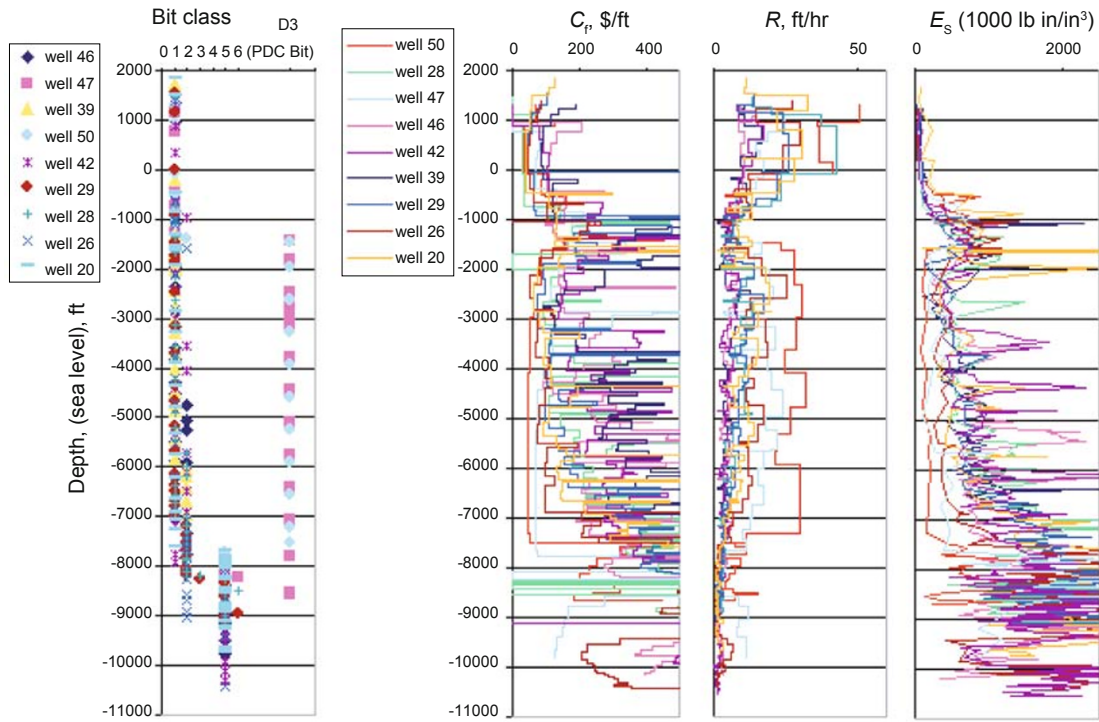 Bit class
D3
0 1 2 3 4 5 6 (PDC Bit)
well 46
well 47
well 39
well 50
well 42
well 29
well 28
well 26
well 20
Depth, (sea level), ft
2000
1000
0
-1000
-2000
-3000
-4000
-5000
-6000
-7000
-8000
-9000
-10000
-11000
well 50
well 28
well 47
well 46
well 42
well 39
well 29
well 26
well 20
Cf, $/ft
0 200 400
2000
1000
0
-1000
-2000
-3000
-4000
-5000
-6000
-7000
-8000
-9000
-10000
-11000
R, ft/hr
0 50
ES (1000 lb in/in³)
0 2000